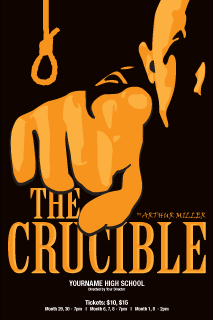 THE
BY ARTHUR MILLER
CRUCIBLE
YOURNAME HIGH SCHOOL
Directed by Your Director
Tickets: $10, $15
Month 29, 30 - 7pm | Month 6, 7, 8 - 7pm | Month 1, 8 - 2pm